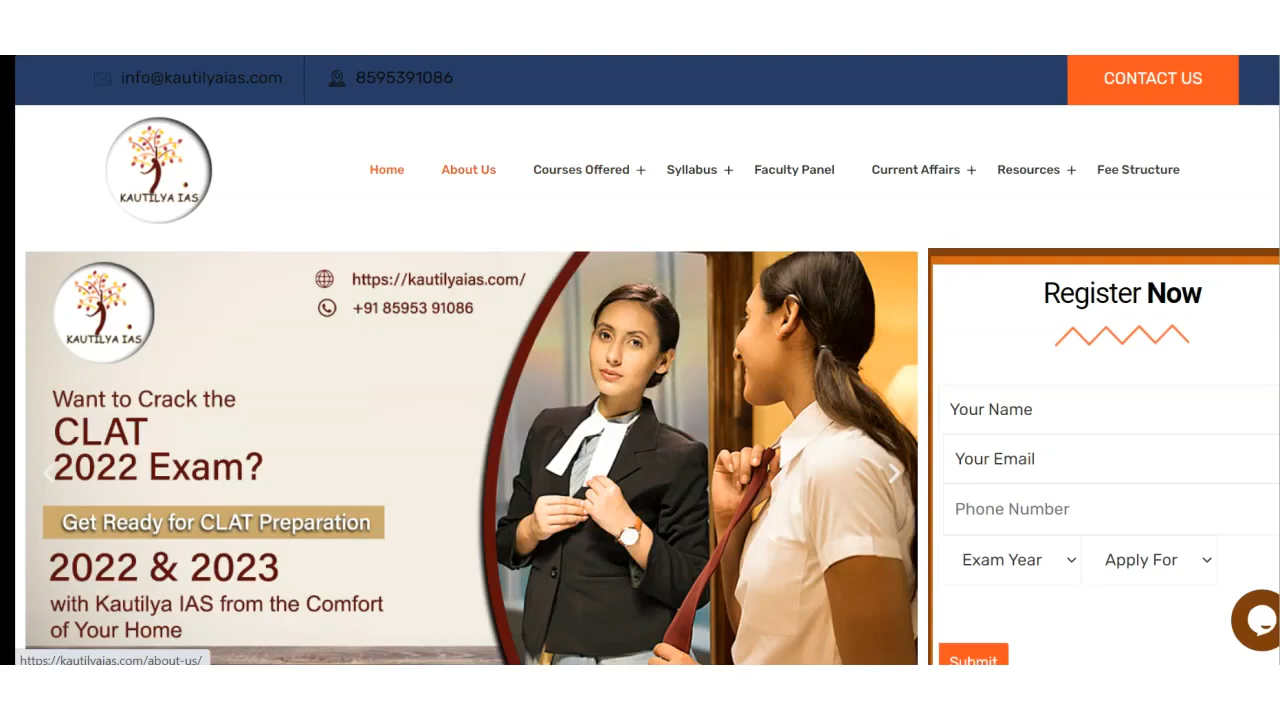 info@kautilyaias.com
8595391086
CONTACT US
KAUTILYA IAS
Home
About Us
Courses Offered +
Syllabus +
Faculty Panel
Current Affairs +
Resources +
Fee Structure
KAUTILYA IAS
https://kautilyaias.com/
+91 85953 91086
Want to Crack the
CLAT
2022 Exam?
Get Ready for CLAT Preparation
2022 & 2023
with Kautilya IAS from the Comfort
of Your Home
Register Now
Your Name
Your Email
Phone Number
Exam Year
Apply For
Submit
https://kautilyaias.com/about-us/